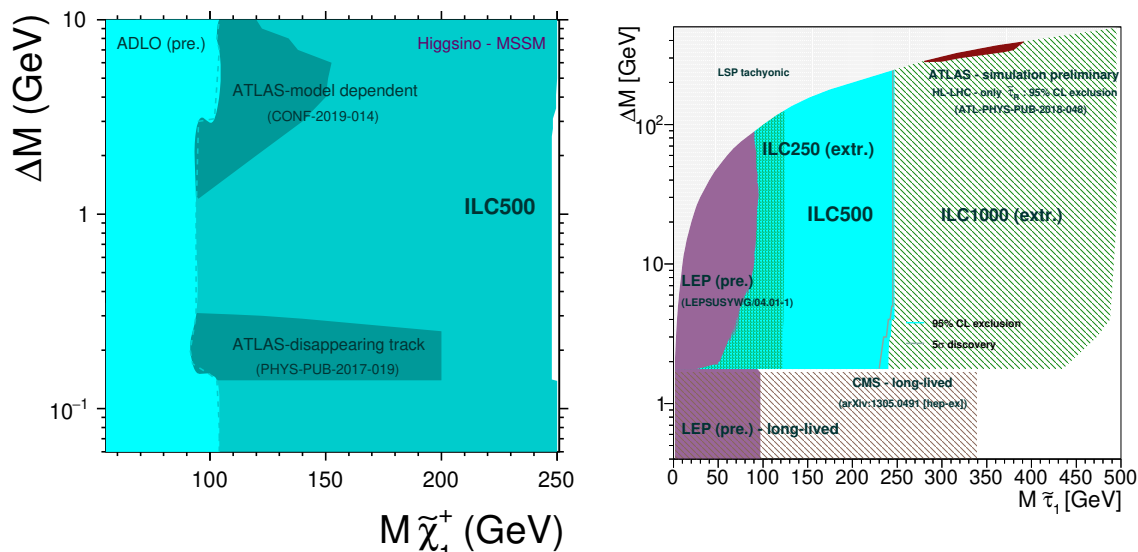 10
1
10⁻¹
ΔM (GeV)
ADLO (pre.)
Higgsino - MSSM
ATLAS-model dependent
(CONF-2019-014)
ILC500
ATLAS-disappearing track
(PHYS-PUB-2017-019)
100 150 200 250
M χ̃₁⁺ (GeV)
ΔM [GeV]
10²
10
1
LSP tachyonic
ATLAS - simulation preliminary
HL-LHC - only τ̃R : 95% CL exclusion
(ATL-PHYS-PUB-2018-048)
ILC250 (extr.)
ILC500
ILC1000 (extr.)
LEP (pre.)
(LEPSUSYWG/04.01-1)
95% CL exclusion
5σ discovery
CMS - long-lived
(arXiv:1305.0491 [hep-ex])
LEP (pre.) - long-lived
0 50 100 150 200 250 300 350 400 450 500
M τ̃₁ [GeV]